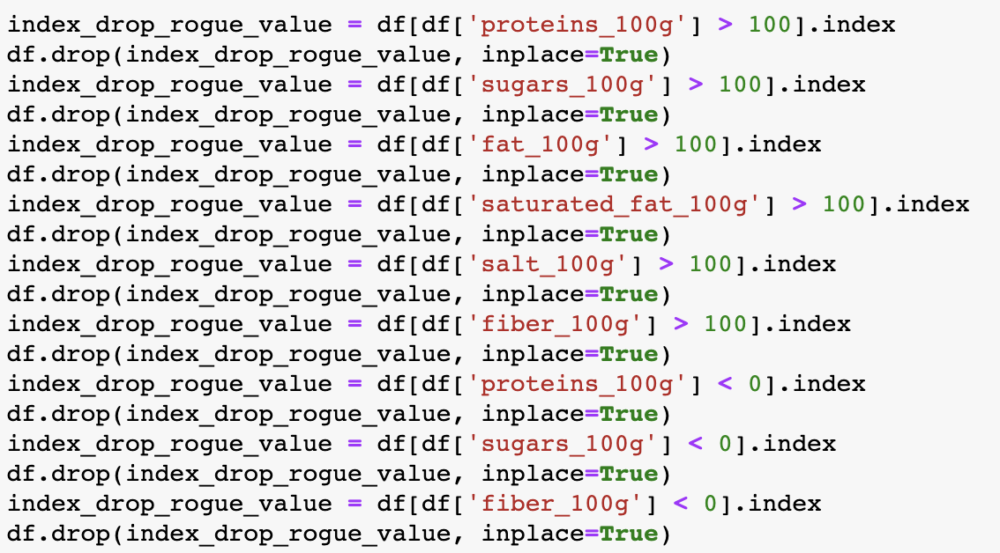 index_drop_rogue_value = df[df['proteins_100g'] > 100].index
df.drop(index_drop_rogue_value, inplace=True)
index_drop_rogue_value = df[df['sugars_100g'] > 100].index
df.drop(index_drop_rogue_value, inplace=True)
index_drop_rogue_value = df[df['fat_100g'] > 100].index
df.drop(index_drop_rogue_value, inplace=True)
index_drop_rogue_value = df[df['saturated_fat_100g'] > 100].index
df.drop(index_drop_rogue_value, inplace=True)
index_drop_rogue_value = df[df['salt_100g'] > 100].index
df.drop(index_drop_rogue_value, inplace=True)
index_drop_rogue_value = df[df['fiber_100g'] > 100].index
df.drop(index_drop_rogue_value, inplace=True)
index_drop_rogue_value = df[df['proteins_100g'] < 0].index
df.drop(index_drop_rogue_value, inplace=True)
index_drop_rogue_value = df[df['sugars_100g'] < 0].index
df.drop(index_drop_rogue_value, inplace=True)
index_drop_rogue_value = df[df['fiber_100g'] < 0].index
df.drop(index_drop_rogue_value, inplace=True)